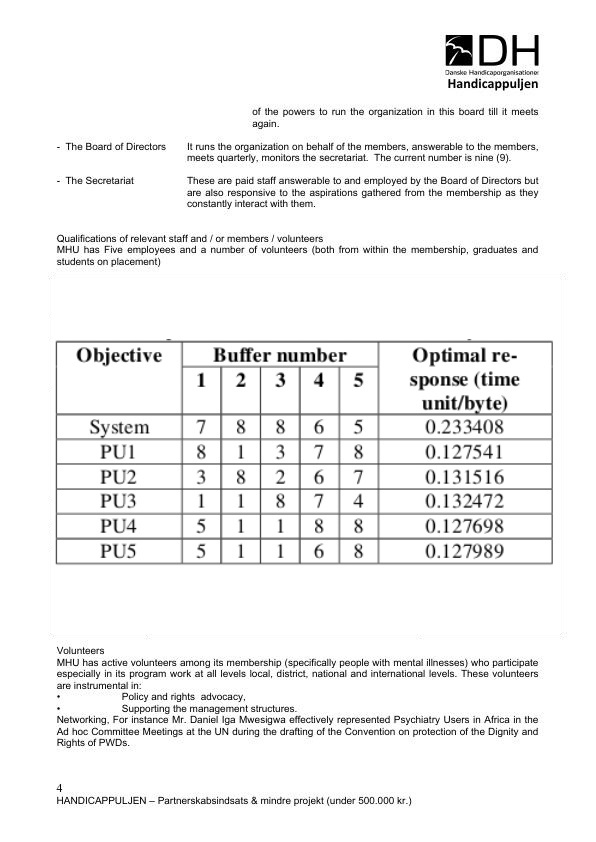 DH
Danske Handicaporganisationer
Handicappuljen
of the powers to run the organization in this board till it meets
again.
- The Board of Directors It runs the organization on behalf of the members, answerable to the members,
meets quarterly, monitors the secretariat. The current number is nine (9).
- The Secretariat These are paid staff answerable to and employed by the Board of Directors but
are also responsive to the aspirations gathered from the membership as they
constantly interact with them.
Qualifications of relevant staff and / or members / volunteers
MHU has Five employees and a number of volunteers (both from within the membership, graduates and
students on placement)
Objective Buffer number Optimal re-
1 2 3 4 5 sponse (time
unit/byte)
System 7 8 8 6 5 0.233408
PU1 8 1 3 7 8 0.127541
PU2 3 8 2 6 7 0.131516
PU3 1 1 8 7 4 0.132472
PU4 5 1 1 8 8 0.127698
PU5 5 1 1 6 8 0.127989
Volunteers
MHU has active volunteers among its membership (specifically people with mental illnesses) who participate
especially in its program work at all levels local, district, national and international levels. These volunteers
are instrumental in:
• Policy and rights advocacy,
• Supporting the management structures.
Networking, For instance Mr. Daniel Iga Mwesigwa effectively represented Psychiatry Users in Africa in the
Ad hoc Committee Meetings at the UN during the drafting of the Convention on protection of the Dignity and
Rights of PWDs.
4
HANDICAPPULJEN – Partnerskabsindsats & mindre projekt (under 500.000 kr.)